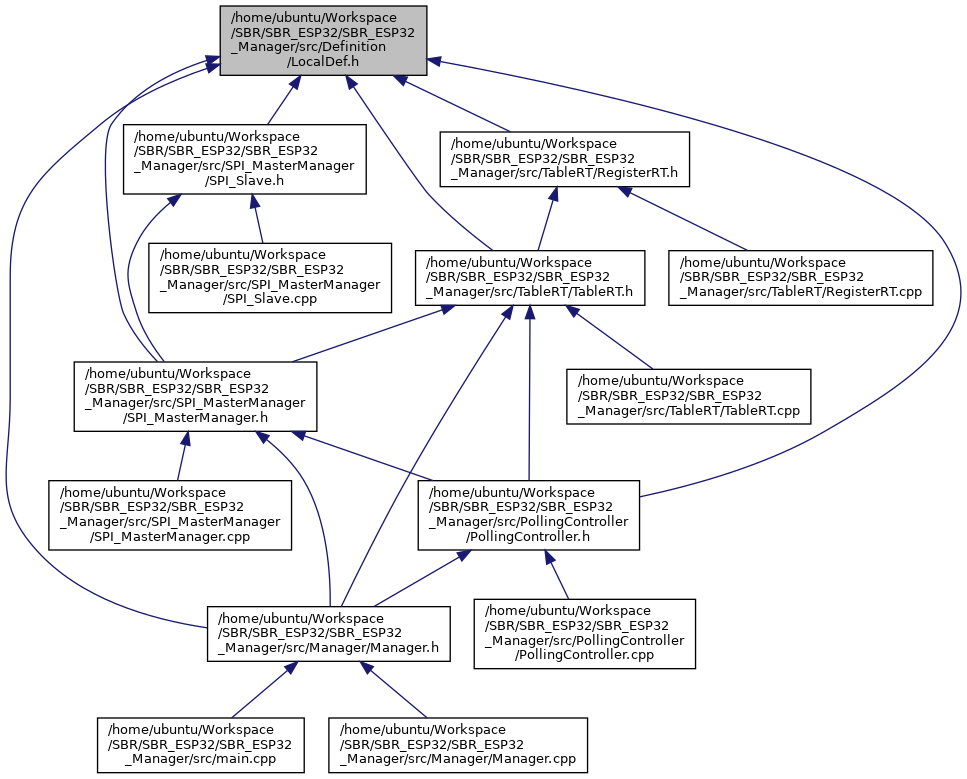 /home/ubuntu/Workspace
/SBR/SBR_ESP32/SBR_ESP32
_Manager/src/Definition
/LocalDef.h
/home/ubuntu/Workspace
/SBR/SBR_ESP32/SBR_ESP32
_Manager/src/SPI_MasterManager
/SPI_Slave.h
/home/ubuntu/Workspace
/SBR/SBR_ESP32/SBR_ESP32
_Manager/src/TableRT/RegisterRT.h
/home/ubuntu/Workspace
/SBR/SBR_ESP32/SBR_ESP32
_Manager/src/SPI_MasterManager
/SPI_Slave.cpp
/home/ubuntu/Workspace
/SBR/SBR_ESP32/SBR_ESP32
_Manager/src/TableRT/TableRT.h
/home/ubuntu/Workspace
/SBR/SBR_ESP32/SBR_ESP32
_Manager/src/TableRT/RegisterRT.cpp
/home/ubuntu/Workspace
/SBR/SBR_ESP32/SBR_ESP32
_Manager/src/SPI_MasterManager
/SPI_MasterManager.h
/home/ubuntu/Workspace
/SBR/SBR_ESP32/SBR_ESP32
_Manager/src/TableRT/TableRT.cpp
/home/ubuntu/Workspace
/SBR/SBR_ESP32/SBR_ESP32
_Manager/src/SPI_MasterManager
/SPI_MasterManager.cpp
/home/ubuntu/Workspace
/SBR/SBR_ESP32/SBR_ESP32
_Manager/src/PollingController
/PollingController.h
/home/ubuntu/Workspace
/SBR/SBR_ESP32/SBR_ESP32
_Manager/src/Manager/Manager.h
/home/ubuntu/Workspace
/SBR/SBR_ESP32/SBR_ESP32
_Manager/src/PollingController
/PollingController.cpp
/home/ubuntu/Workspace
/SBR/SBR_ESP32/SBR_ESP32
_Manager/src/main.cpp
/home/ubuntu/Workspace
/SBR/SBR_ESP32/SBR_ESP32
_Manager/src/Manager/Manager.cpp